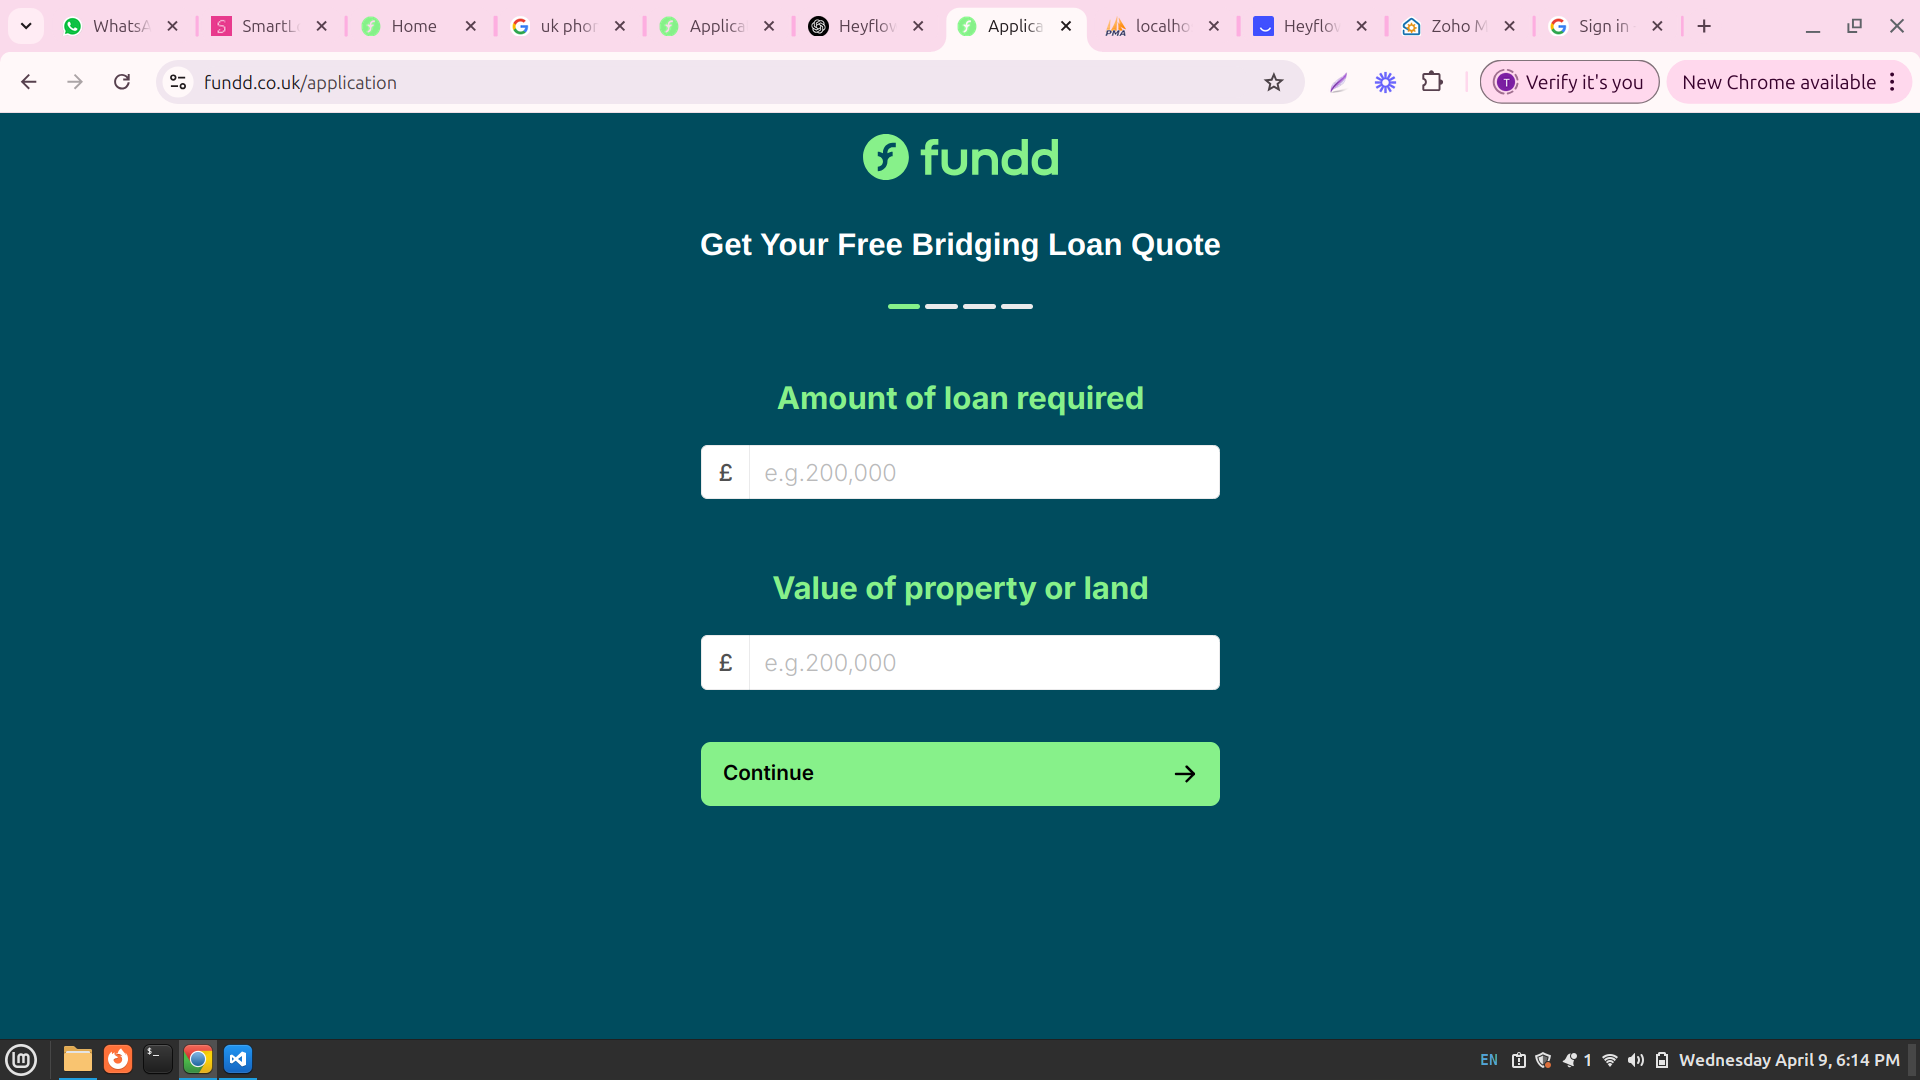 WhatsA
SmartL
Home
uk phor
Applica
Heyflov
Applica
localho
Heyflov
Zoho M
Sign in
fundd.co.uk/application
T
Verify it's you
New Chrome available
fundd
Get Your Free Bridging Loan Quote
Amount of loan required
£ e.g.200,000
Value of property or land
£ e.g.200,000
Continue
EN
1
Wednesday April 9, 6:14 PM